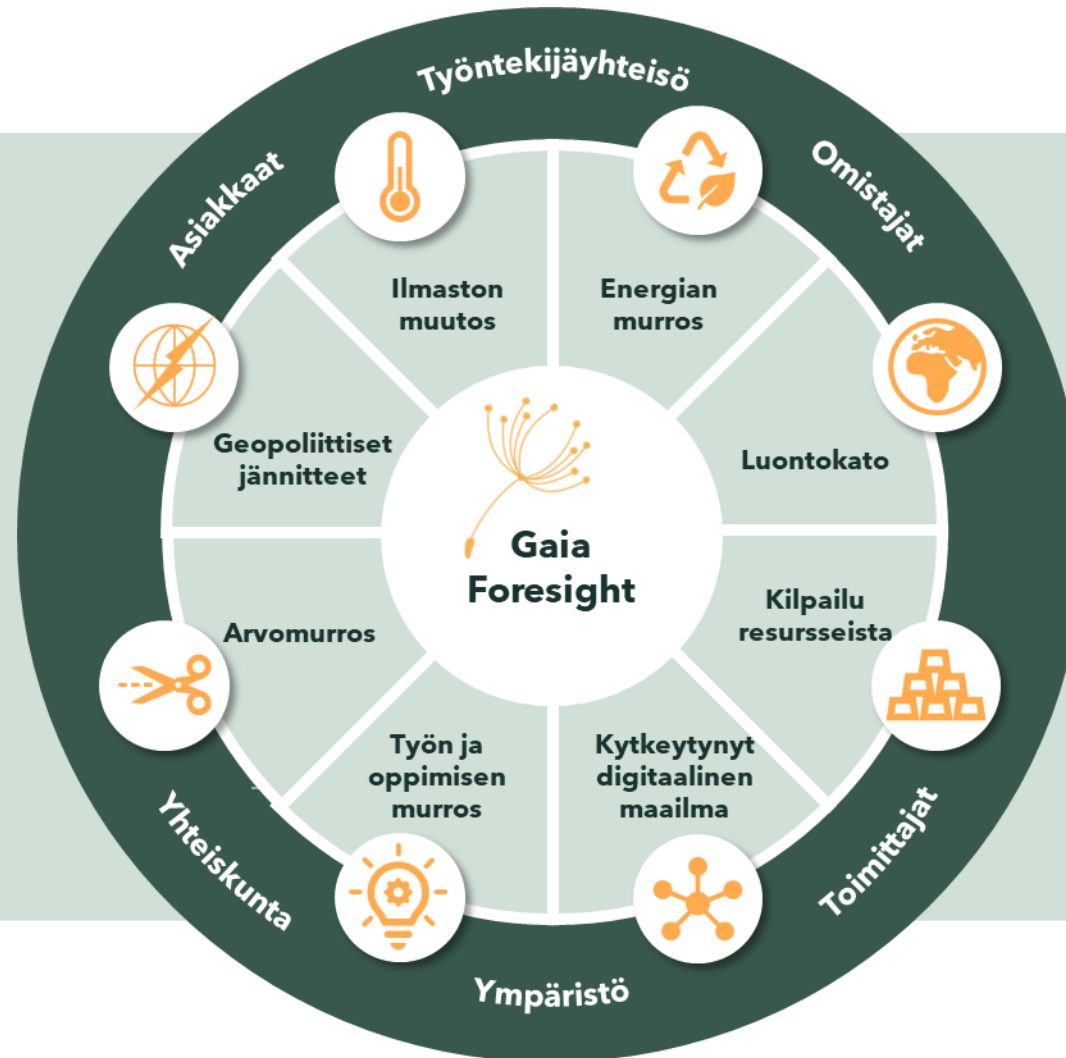 Työntekijäyhteisö
Asiakkaat
Omistajat
Ilmaston
muutos
Energian
murros
Geopoliittiset
jännitteet
Luontokato
Gaia
Foresight
Kilpailu
resursseista
Arvomurros
Työn ja
oppimisen
murros
Kytkeytynyt
digitaalinen
maailma
Yhteiskunta
Toimittajat
Ympäristö